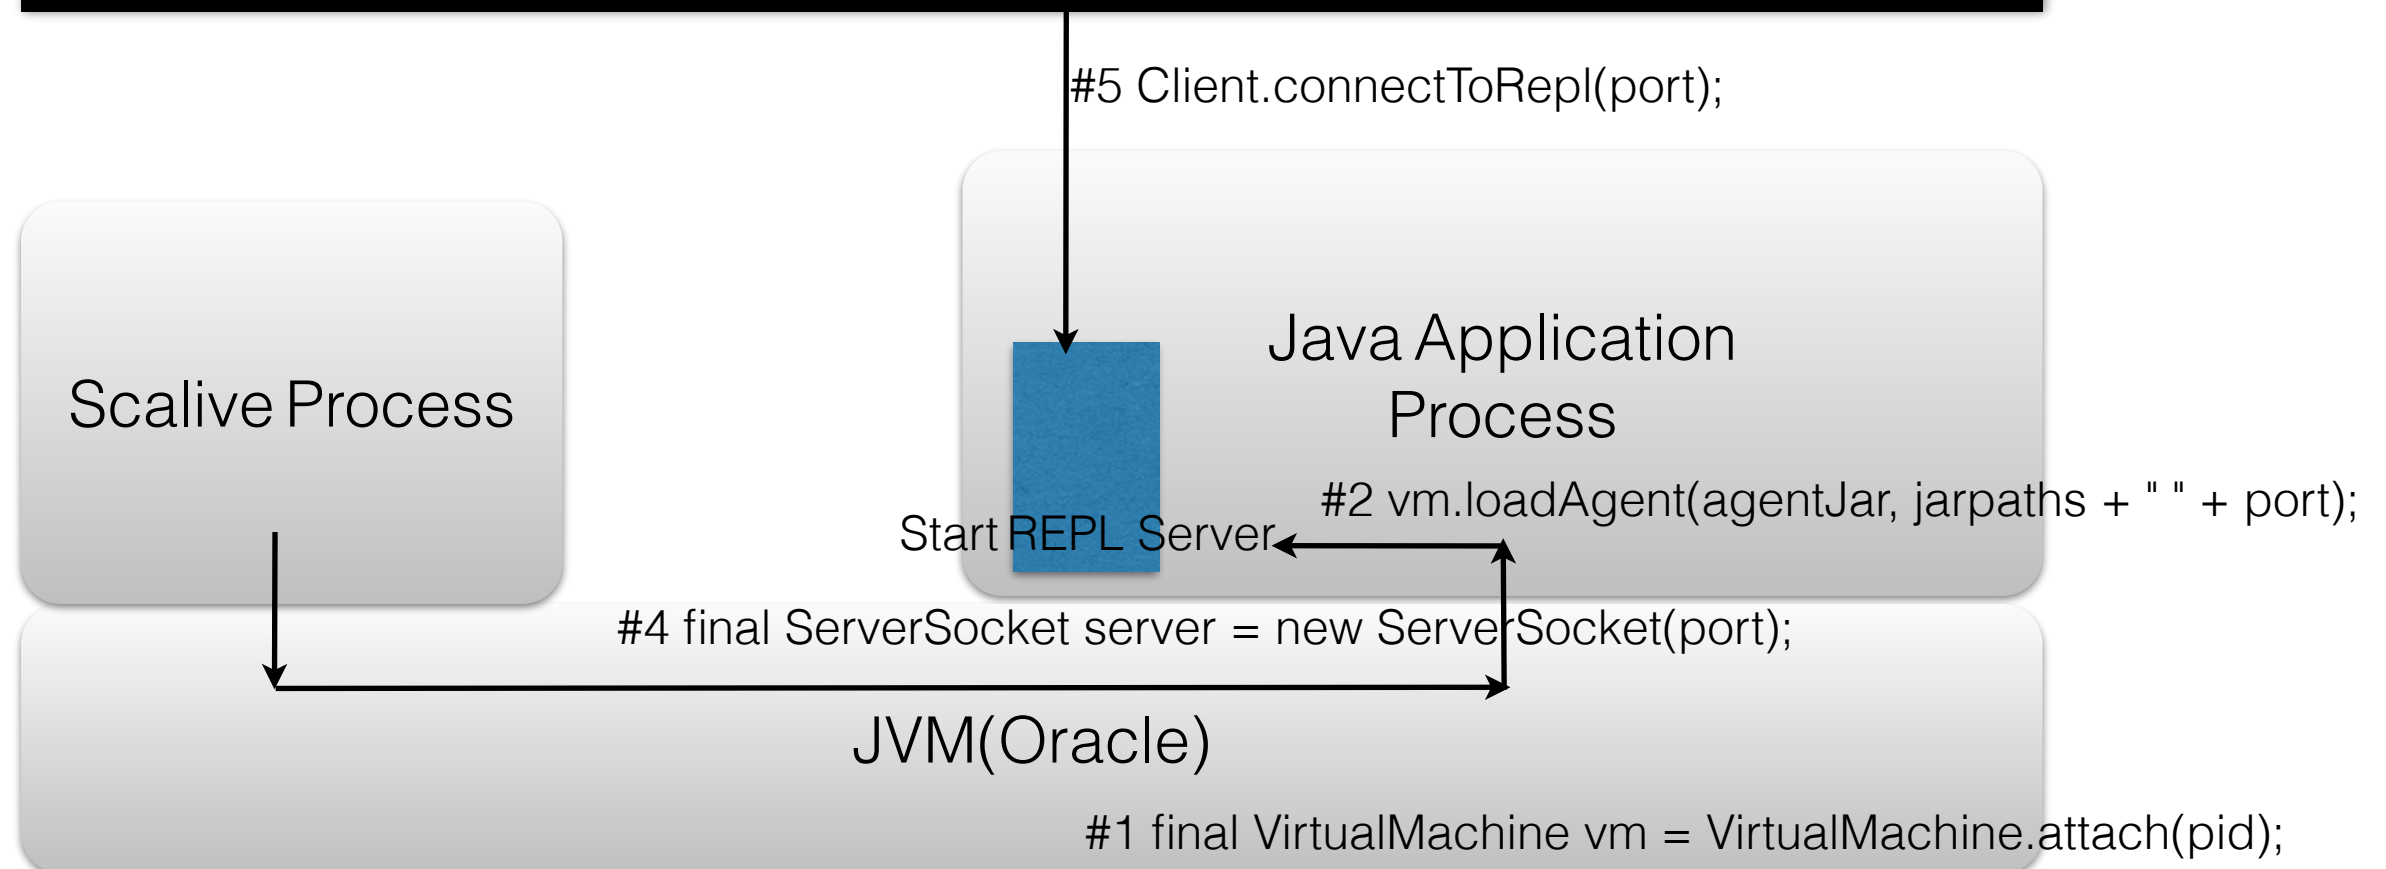 #5 Client.connectToRepl(port);
Java Application
Process
Scalive Process
#2 vm.loadAgent(agentJar, jarpaths + " " + port);
Start REPL Server
#4 final ServerSocket server = new ServerSocket(port);
JVM(Oracle)
#1 final VirtualMachine vm = VirtualMachine.attach(pid);